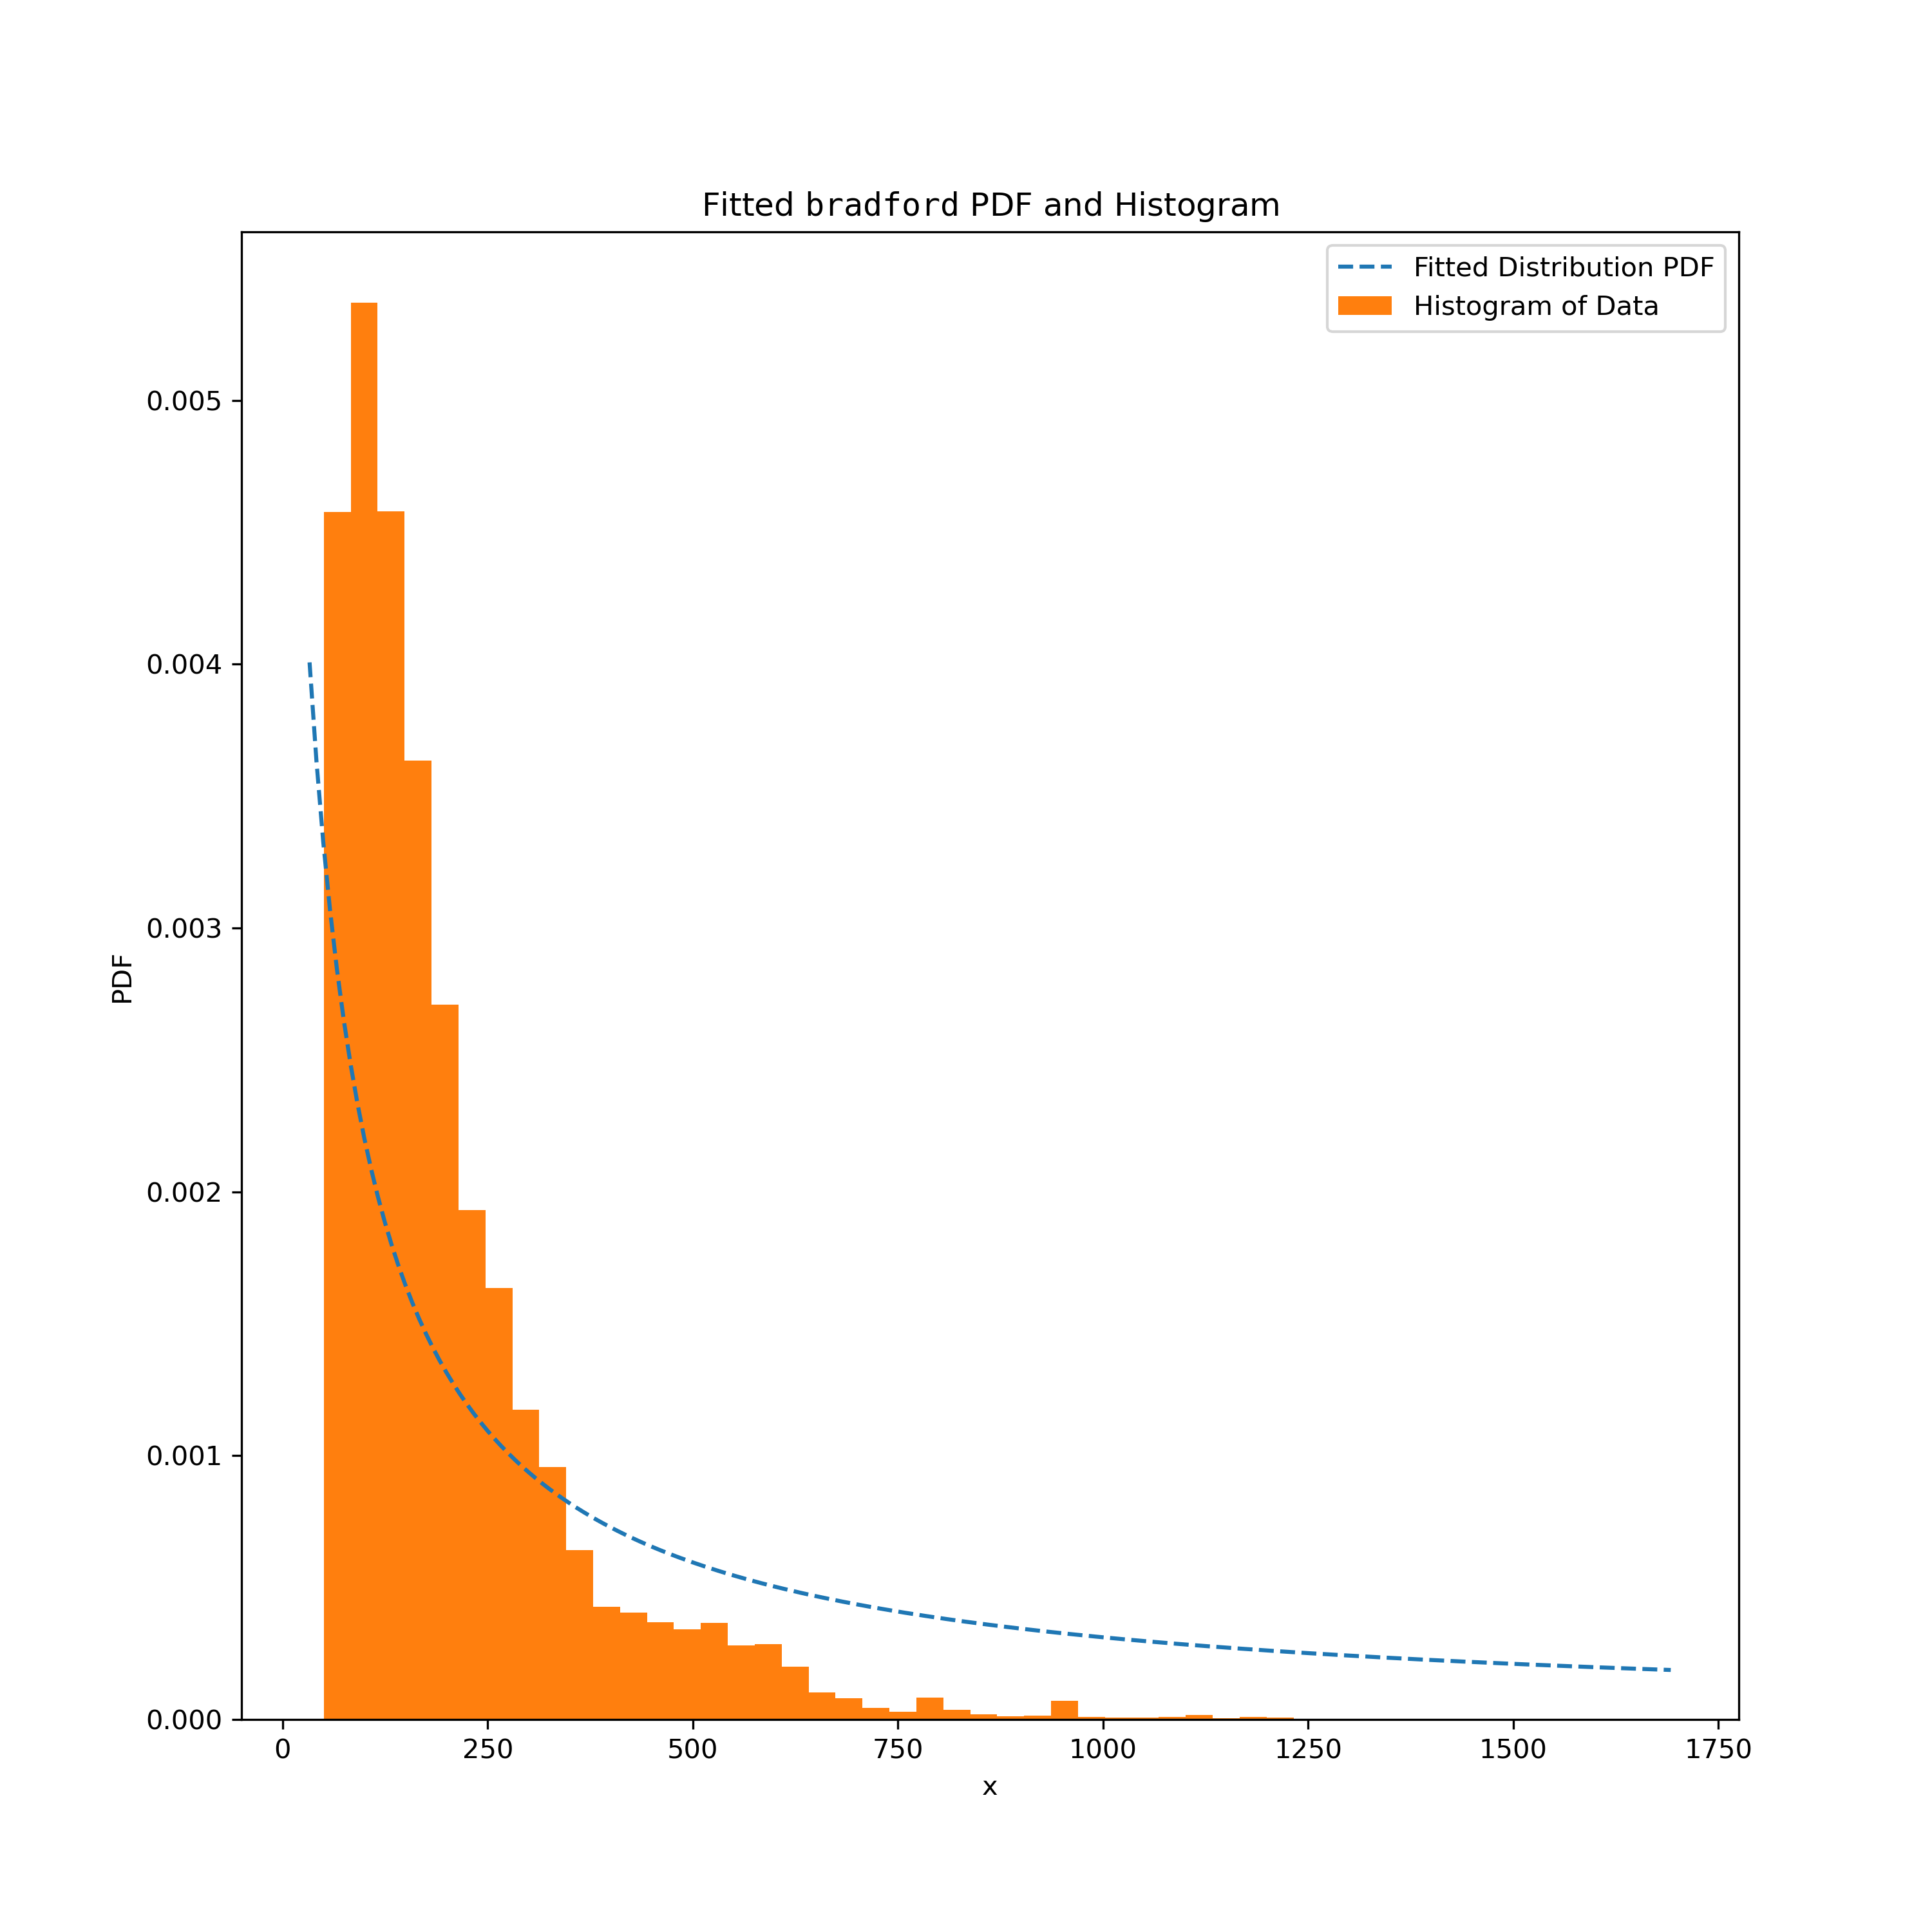 Fitted bradford PDF and Histogram
Fitted Distribution PDF
Histogram of Data
0.005
0.004
0.003
0.002
0.001
0.000
PDF
0 250 500 750 1000 1250 1500 1750
x